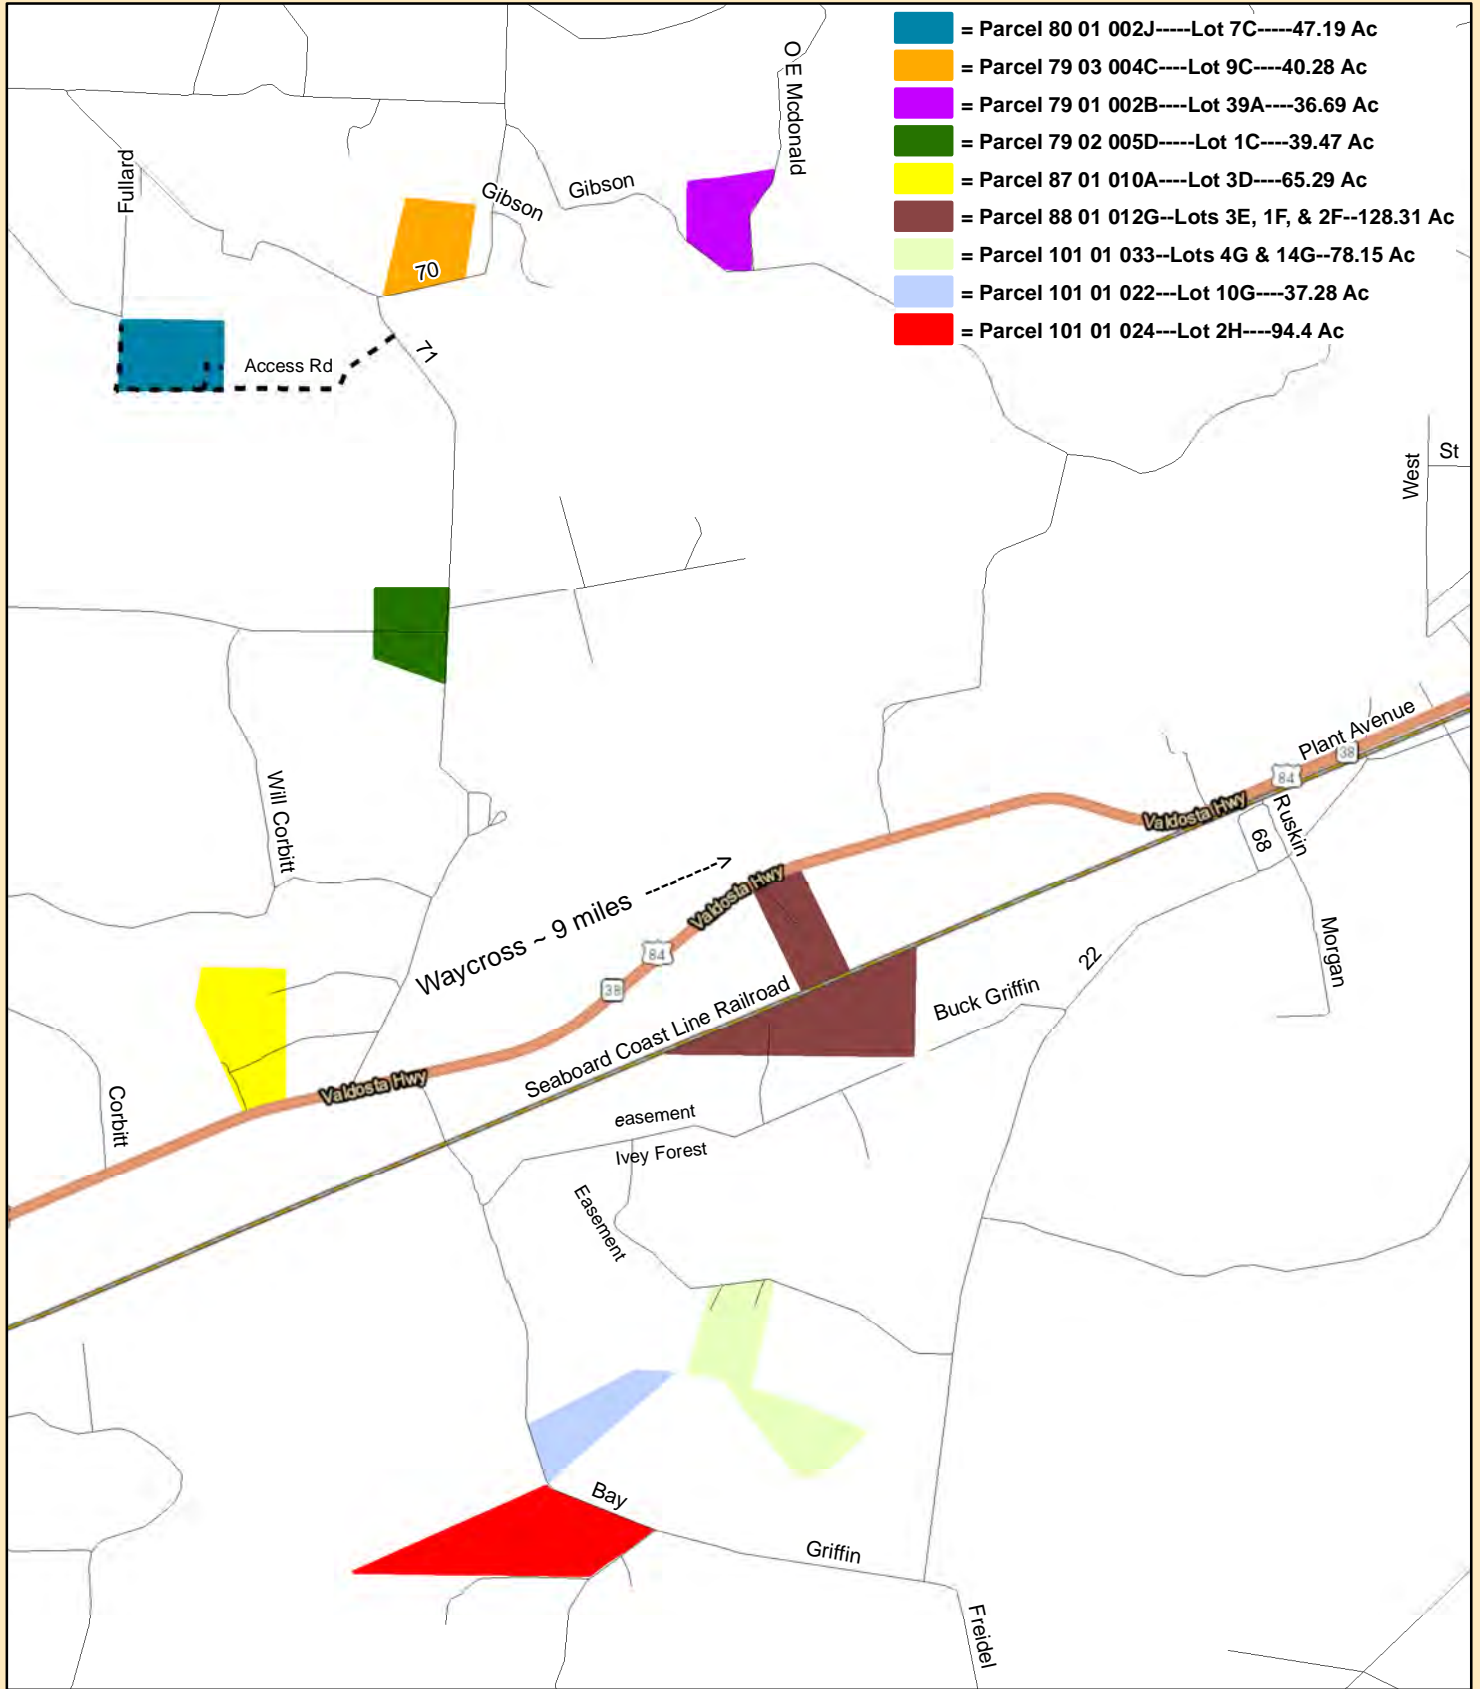 = Parcel 80 01 002J-----Lot 7C-----47.19 Ac
= Parcel 79 03 004C----Lot 9C----40.28 Ac
= Parcel 79 01 002B----Lot 39A----36.69 Ac
= Parcel 79 02 005D-----Lot 1C----39.47 Ac
= Parcel 87 01 010A----Lot 3D----65.29 Ac
= Parcel 88 01 012G--Lots 3E, 1F, & 2F--128.31 Ac
= Parcel 101 01 033--Lots 4G & 14G--78.15 Ac
= Parcel 101 01 022---Lot 10G----37.28 Ac
= Parcel 101 01 024---Lot 2H----94.4 Ac
O E Mcdonald
Fullard
Gibson
Gibson
70
71
Access Rd
West
St
Plant Avenue
38
84
Valdosta Hwy
Ruskin
68
Will Corbitt
Valdosta Hwy
Waycross ~ 9 miles
84
38
Morgan
22
Buck Griffin
Seaboard Coast Line Railroad
Valdosta Hwy
Corbitt
easement
Ivey Forest
Easement
Bay
Griffin
Freidel